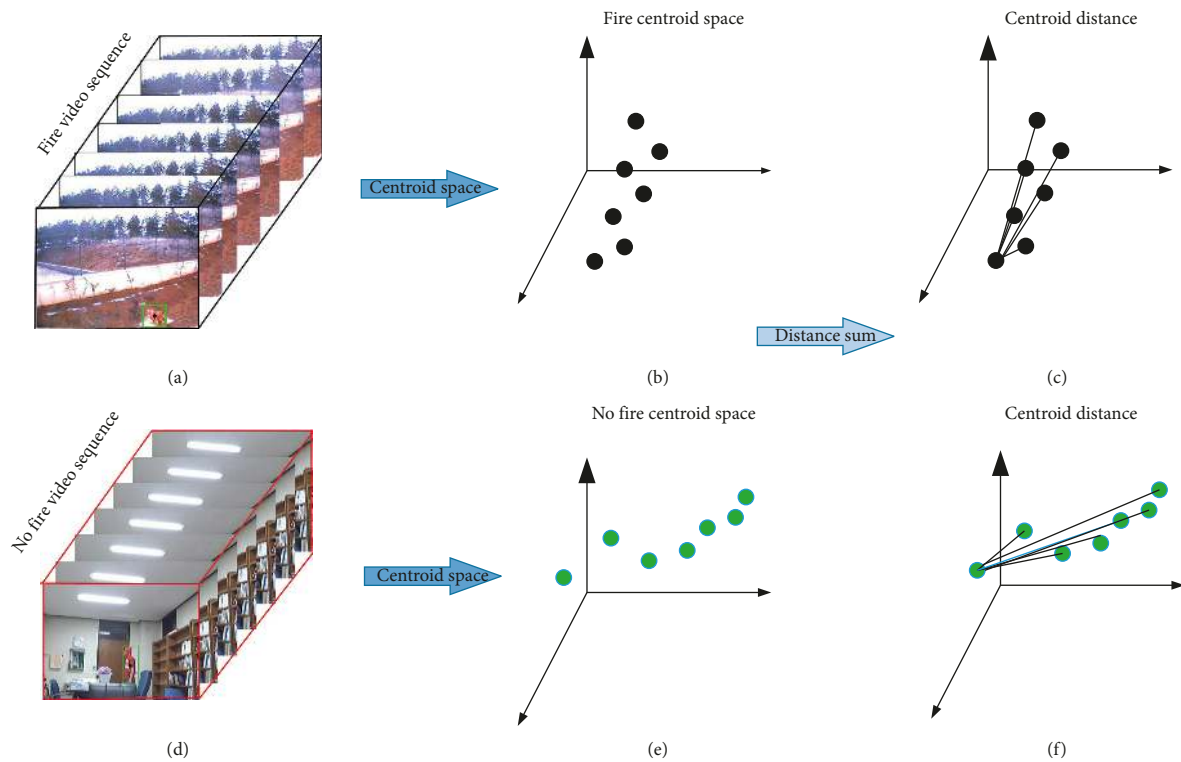 Fire video sequence
Centroid space
Fire centroid space
Centroid distance
Distance sum
(a)
(b)
(c)
No fire video sequence
Centroid space
No fire centroid space
Centroid distance
(d)
(e)
(f)